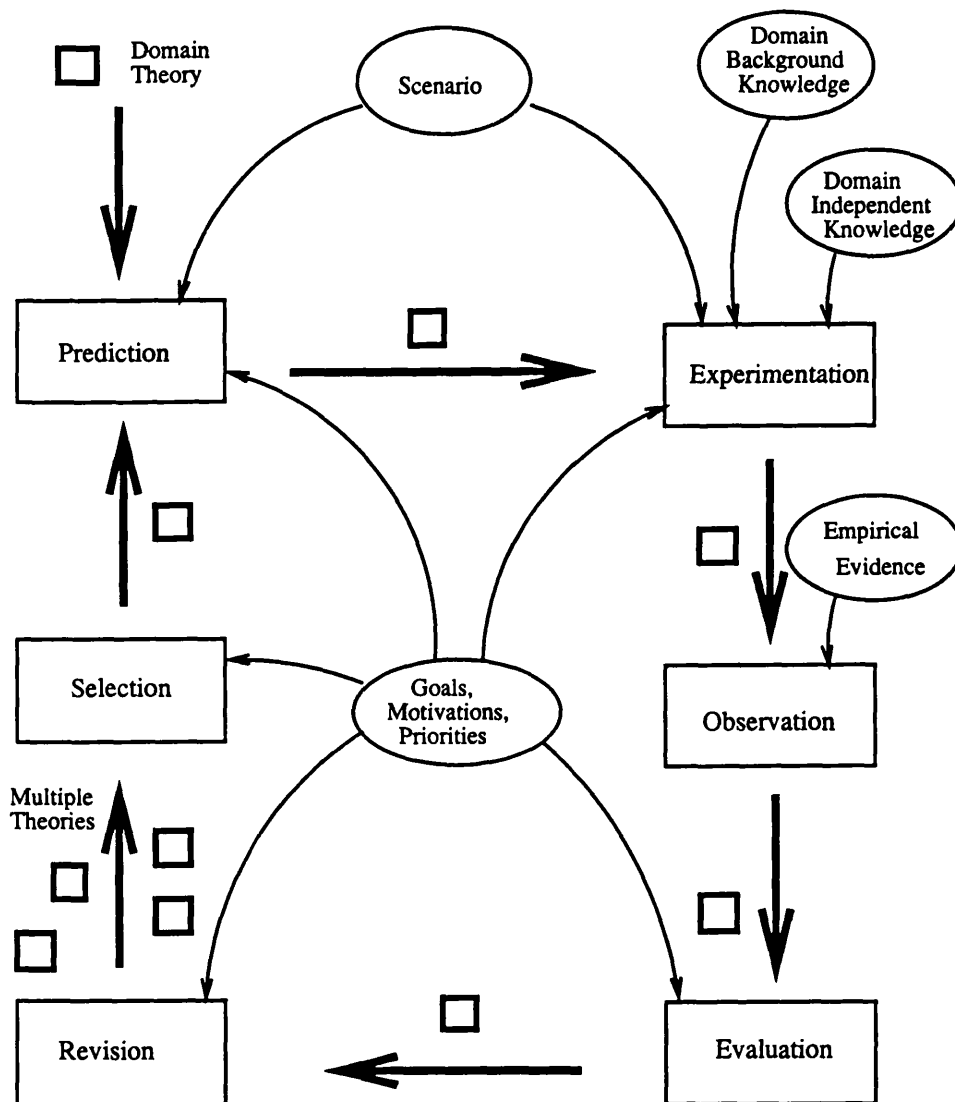 Domain
Theory
Scenario
Domain
Background
Knowledge
Domain
Independent
Knowledge
Prediction
Experimentation
Empirical
Evidence
Selection
Goals,
Motivations,
Priorities
Observation
Multiple
Theories
Revision
Evaluation